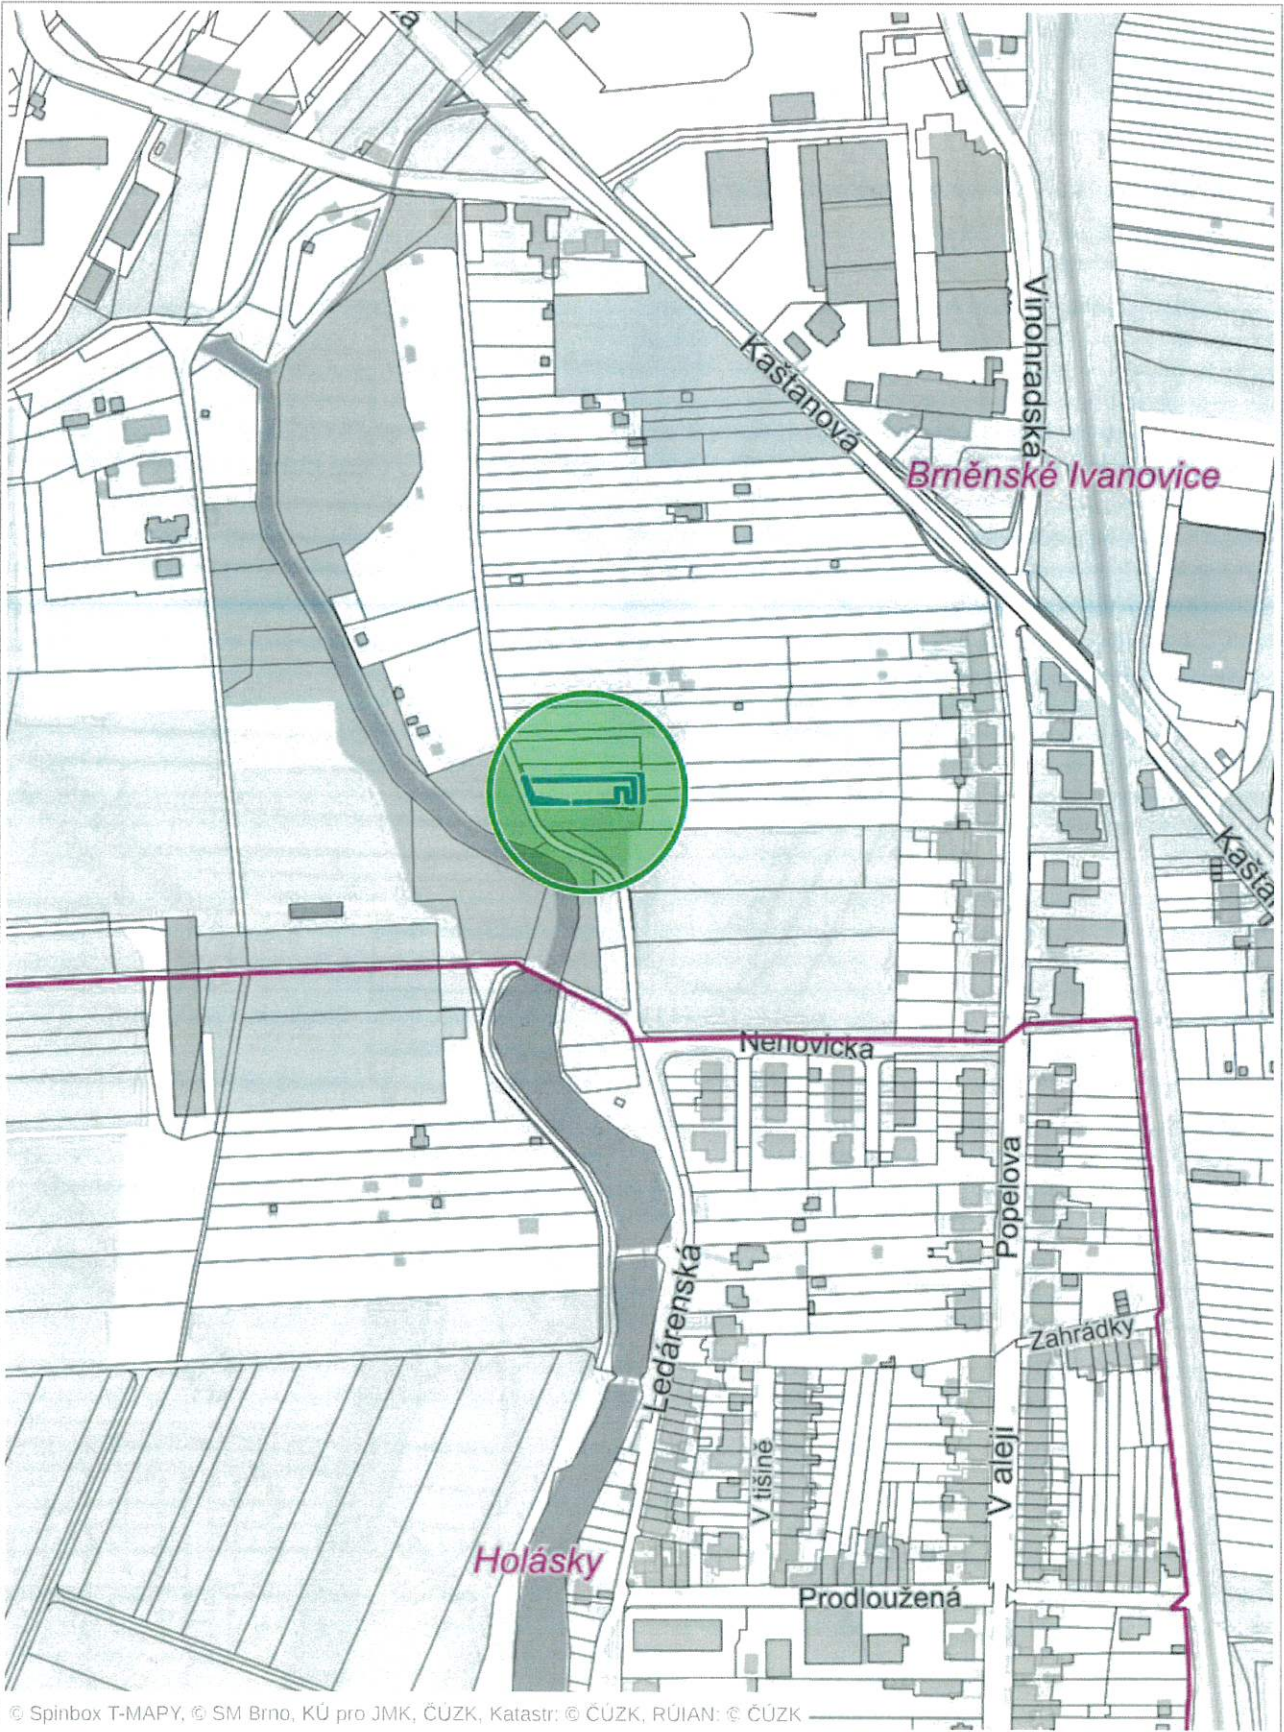 Vinohradská
Kaštanová
Brněnské Ivanovice
Nenovická
Popelova
Ledárenská
Zahrádky
V tišině
V aleji
Holásky
Prodloužená
© Spinbox T-MAPY, © SM Brno, KÚ pro JMK, ČÚZK, Katastr: © ČÚZK, RÚIAN: © ČÚZK